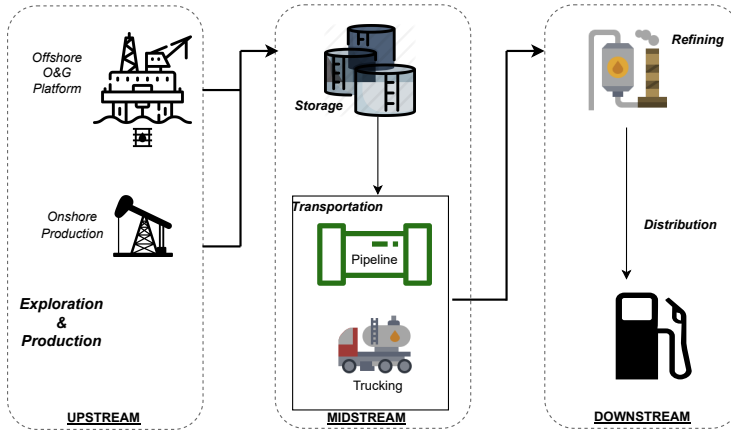 Offshore
O&G
Platform
Onshore
Production
Exploration
&
Production
UPSTREAM
Storage
Transportation
Pipeline
Trucking
MIDSTREAM
Refining
Distribution
DOWNSTREAM